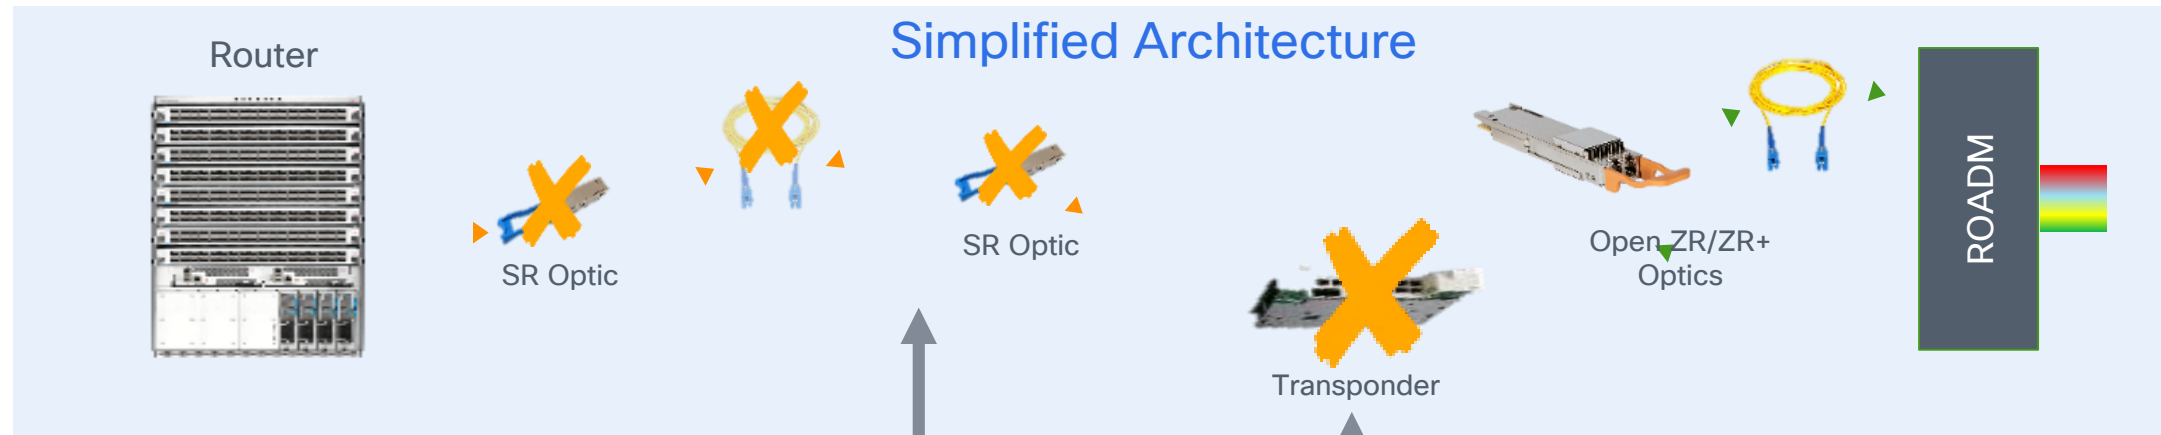 Simplified Architecture
Router
SR Optic
SR Optic
Transponder
Open ZR/ZR+
Optics
ROADM